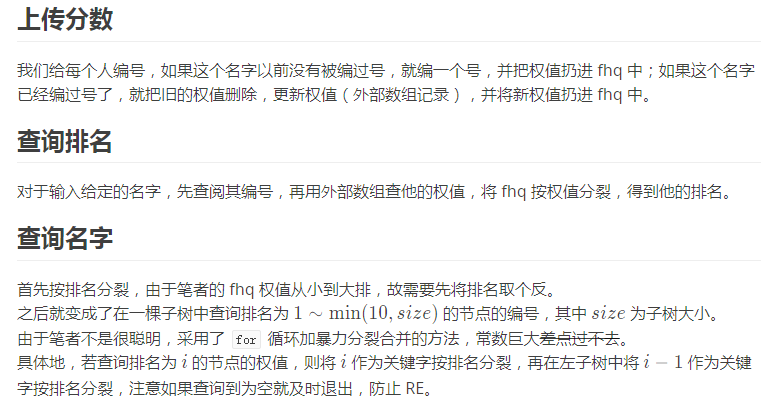 上传分数
我们给每个人编号，如果这个名字以前没有被编过号，就编一个号，并把权值扔进 fhq 中；如果这个名字
已经编过号了，就把旧的权值删除，更新权值（外部数组记录），并将新权值扔进 fhq 中。
查询排名
对于输入给定的名字，先查阅其编号，再用外部数组查他的权值，将 fhq 按权值分裂，得到他的排名。
查询名字
首先按排名分裂，由于笔者的 fhq 权值从小到大排，故需要先将排名取个反。
之后就变成了在一棵子树中查询排名为 1 ∼ min(10, size) 的节点的编号，其中 size 为子树大小。
由于笔者不是很聪明，采用了 for 循环加暴力分裂合并的方法，常数巨大差点过不去。
具体地，若查询排名为 i 的节点的权值，则将 i 作为关键字按排名分裂，再在左子树中将 i − 1 作为关键
字按排名分裂，注意如果查询到为空就及时退出，防止 RE。